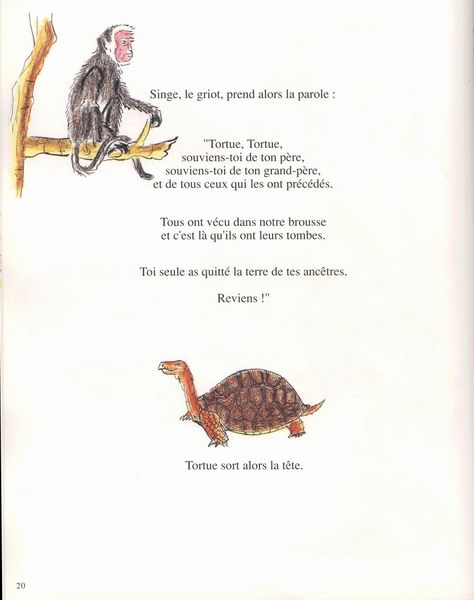 Singe, le griot, prend alors la parole :
"Tortue, Tortue,
souviens-toi de ton père,
souviens-toi de ton grand-père,
et de tous ceux qui les ont précédés.
Tous ont vécu dans notre brousse
et c'est là qu'ils ont leurs tombes.
Toi seule as quitté la terre de tes ancêtres.
Reviens !"
Tortue sort alors la tête.
20